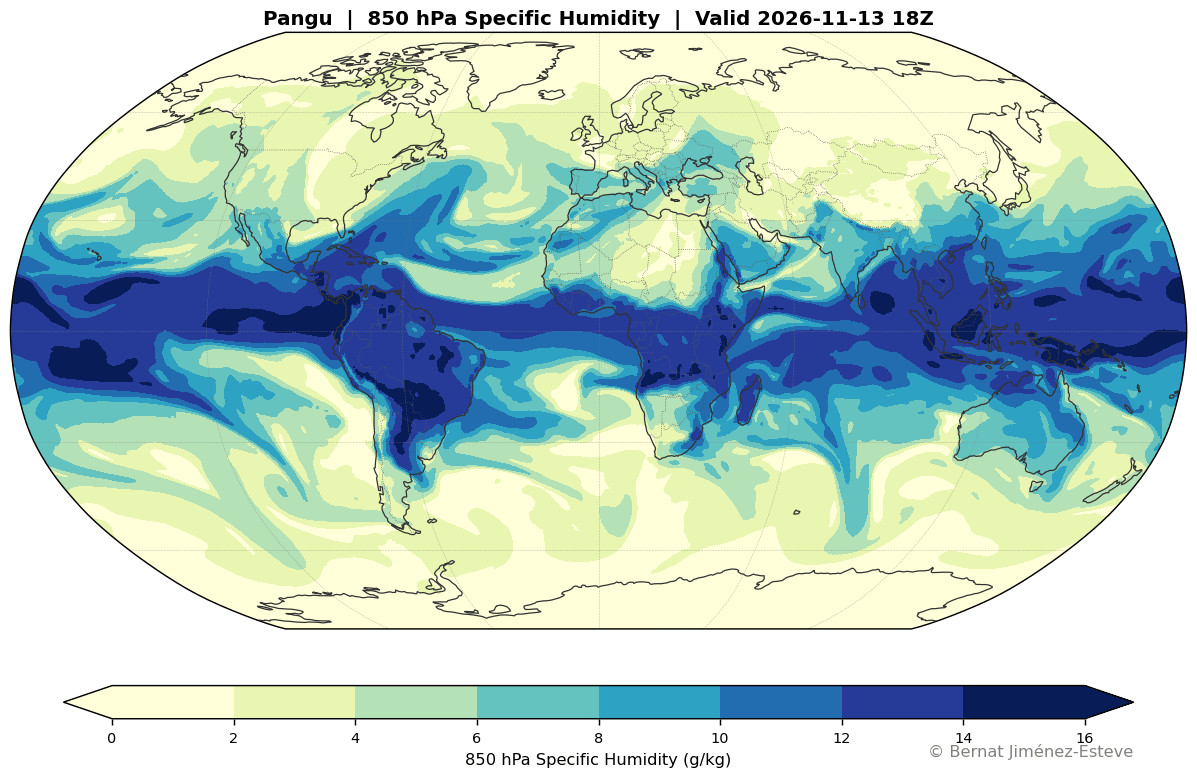 Pangu  |  850 hPa Specific Humidity  |  Valid 2026-11-13 18Z
0 2 4 6 8 10 12 14 16
850 hPa Specific Humidity (g/kg)
© Bernat Jiménez-Esteve